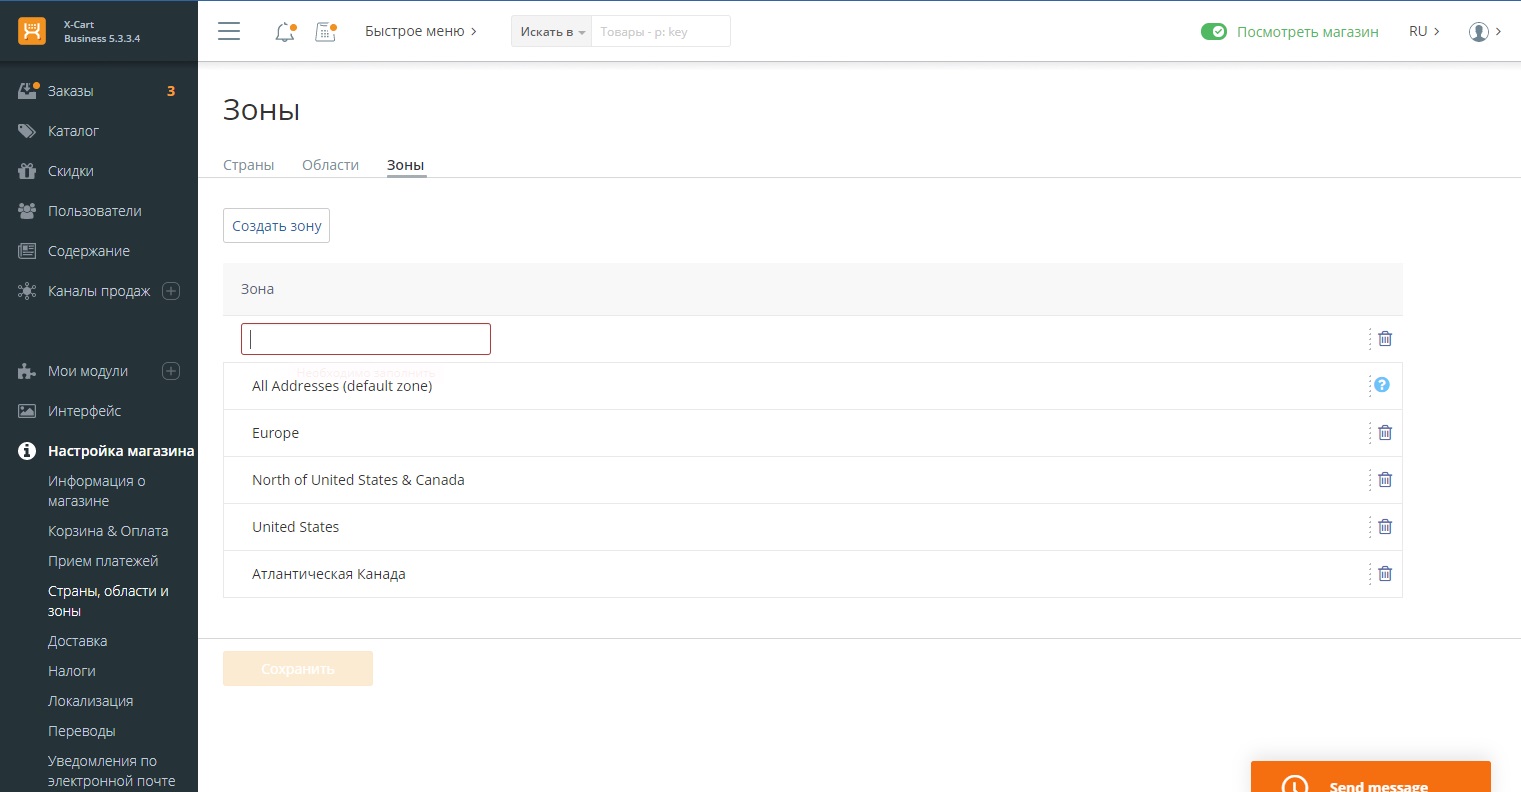 X-Cart
Business 5.3.3.4
Быстрое меню
Искать в
Товары - р: key
Посмотреть магазин
RU
Заказы
3
Каталог
Скидки
Пользователи
Содержание
Каналы продаж
Мои модули
Интерфейс
Настройка магазина
Информация о
магазине
Корзина & Оплата
Прием платежей
Страны, области и
зоны
Доставка
Налоги
Локализация
Переводы
Уведомления по
электронной почте
Зоны
Страны
Области
Зоны
Создать зону
Зона
Необходимо заполнить
All Addresses (default zone)
?
Europe
North of United States & Canada
United States
Атлантическая Канада
Сохранить
Send message